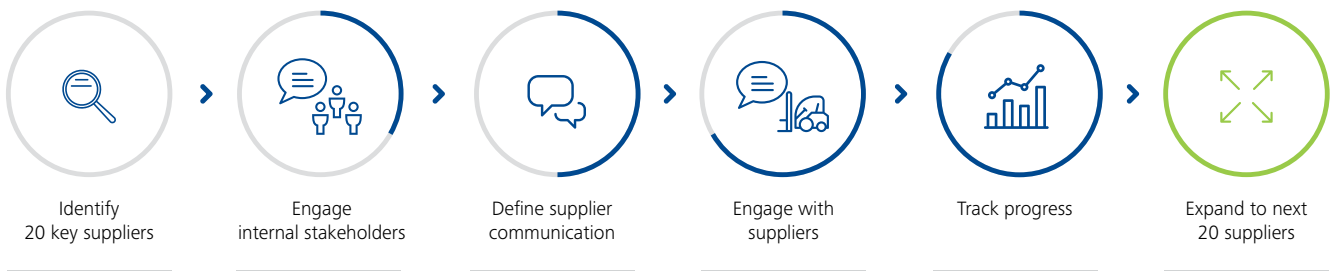 Identify
20 key suppliers
Engage
internal stakeholders
Define supplier
communication
Engage with
suppliers
Track progress
Expand to next
20 suppliers